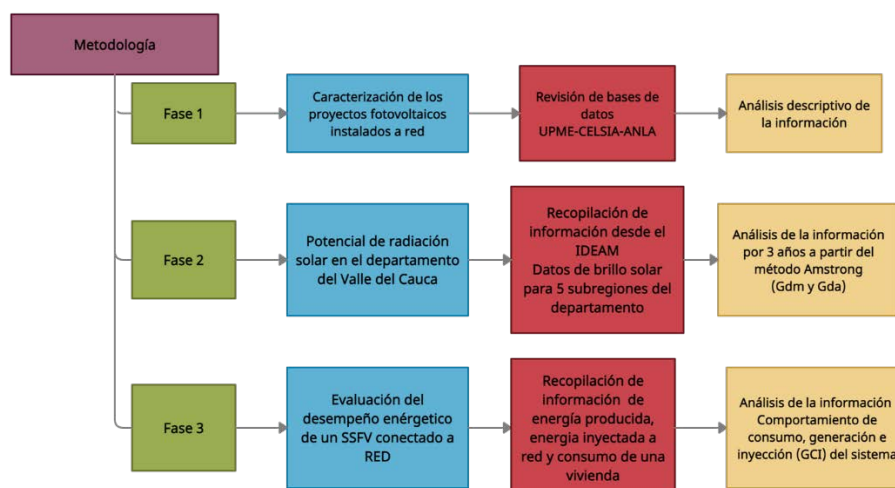 Metodología
Fase 1
Caracterización de los
proyectos fotovoltaicos
instalados a red
Revisión de bases de
datos
UPME-CELSIA-ANLA
Análisis descriptivo de
la información
Fase 2
Potencial de radiación
solar en el departamento
del Valle del Cauca
Recopilación de
información desde el
IDEAM
Datos de brillo solar
para 5 subregiones del
departamento
Análisis de la información
por 3 años a partir del
método Amstrong
(Gdm y Gda)
Fase 3
Evaluación del
desempeño enérgetico
de un SSFV conectado a
RED
Recopilación de
información de
energía producida,
energia inyectada a
red y consumo de una
vivienda
Análisis de la información
Comportamiento de
consumo, generación e
inyección (GCI) del sistema